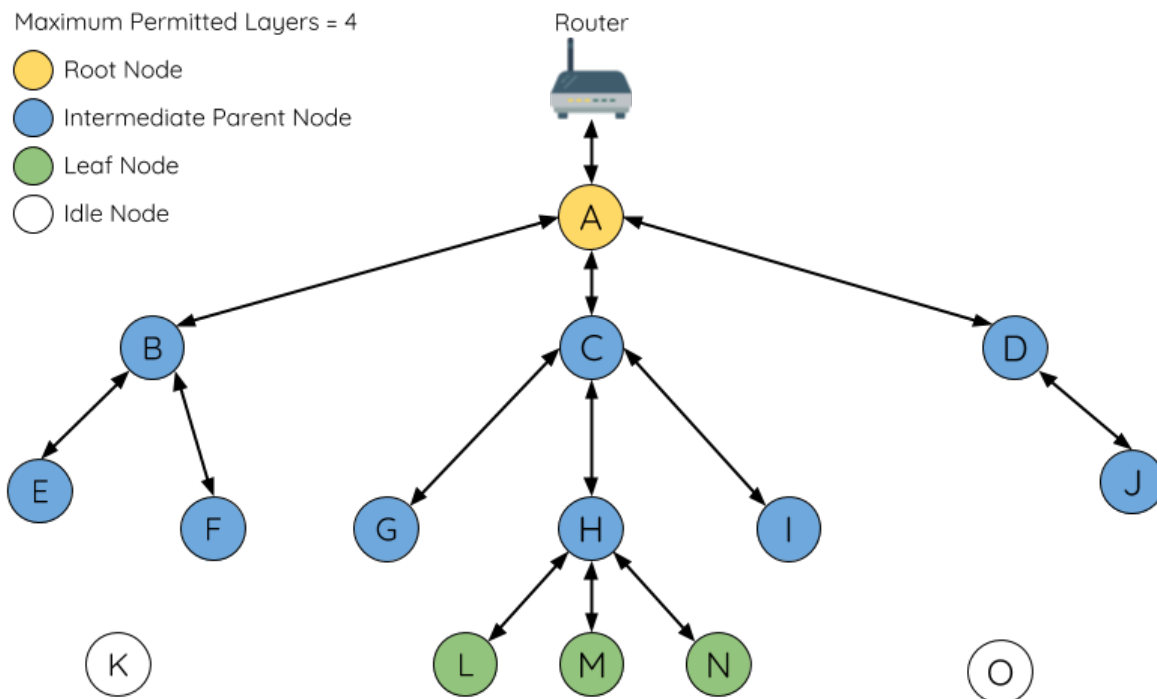 Maximum Permitted Layers = 4
Router
Root Node
Intermediate Parent Node
Leaf Node
Idle Node
A
B
C
D
E
F
G
H
I
J
K
L
M
N
O